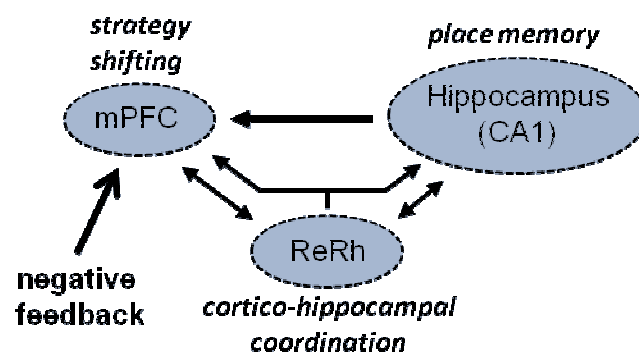 strategy
shifting
place memory
mPFC
Hippocampus
(CA1)
ReRh
negative
feedback
cortico-hippocampal
coordination